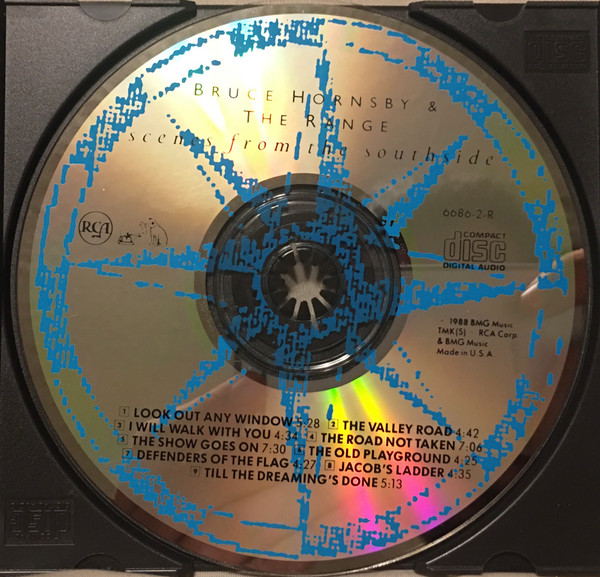 BRUCE HORNSBY &
THE RANGE
scenes from the southside
RCA
6686-2-R
COMPACT
disc
DIGITAL AUDIO
1988 BMG Music
TMK(S) · RCA Corp.
& BMG Music
Made in U.S.A.
1 LOOK OUT ANY WINDOW 5:28 2 THE VALLEY ROAD 4:42
3 I WILL WALK WITH YOU 4:34 4 THE ROAD NOT TAKEN 7:06
5 THE SHOW GOES ON 7:30 6 THE OLD PLAYGROUND 4:25
7 DEFENDERS OF THE FLAG 4:27 8 JACOB'S LADDER 4:35
9 TILL THE DREAMING'S DONE 5:13